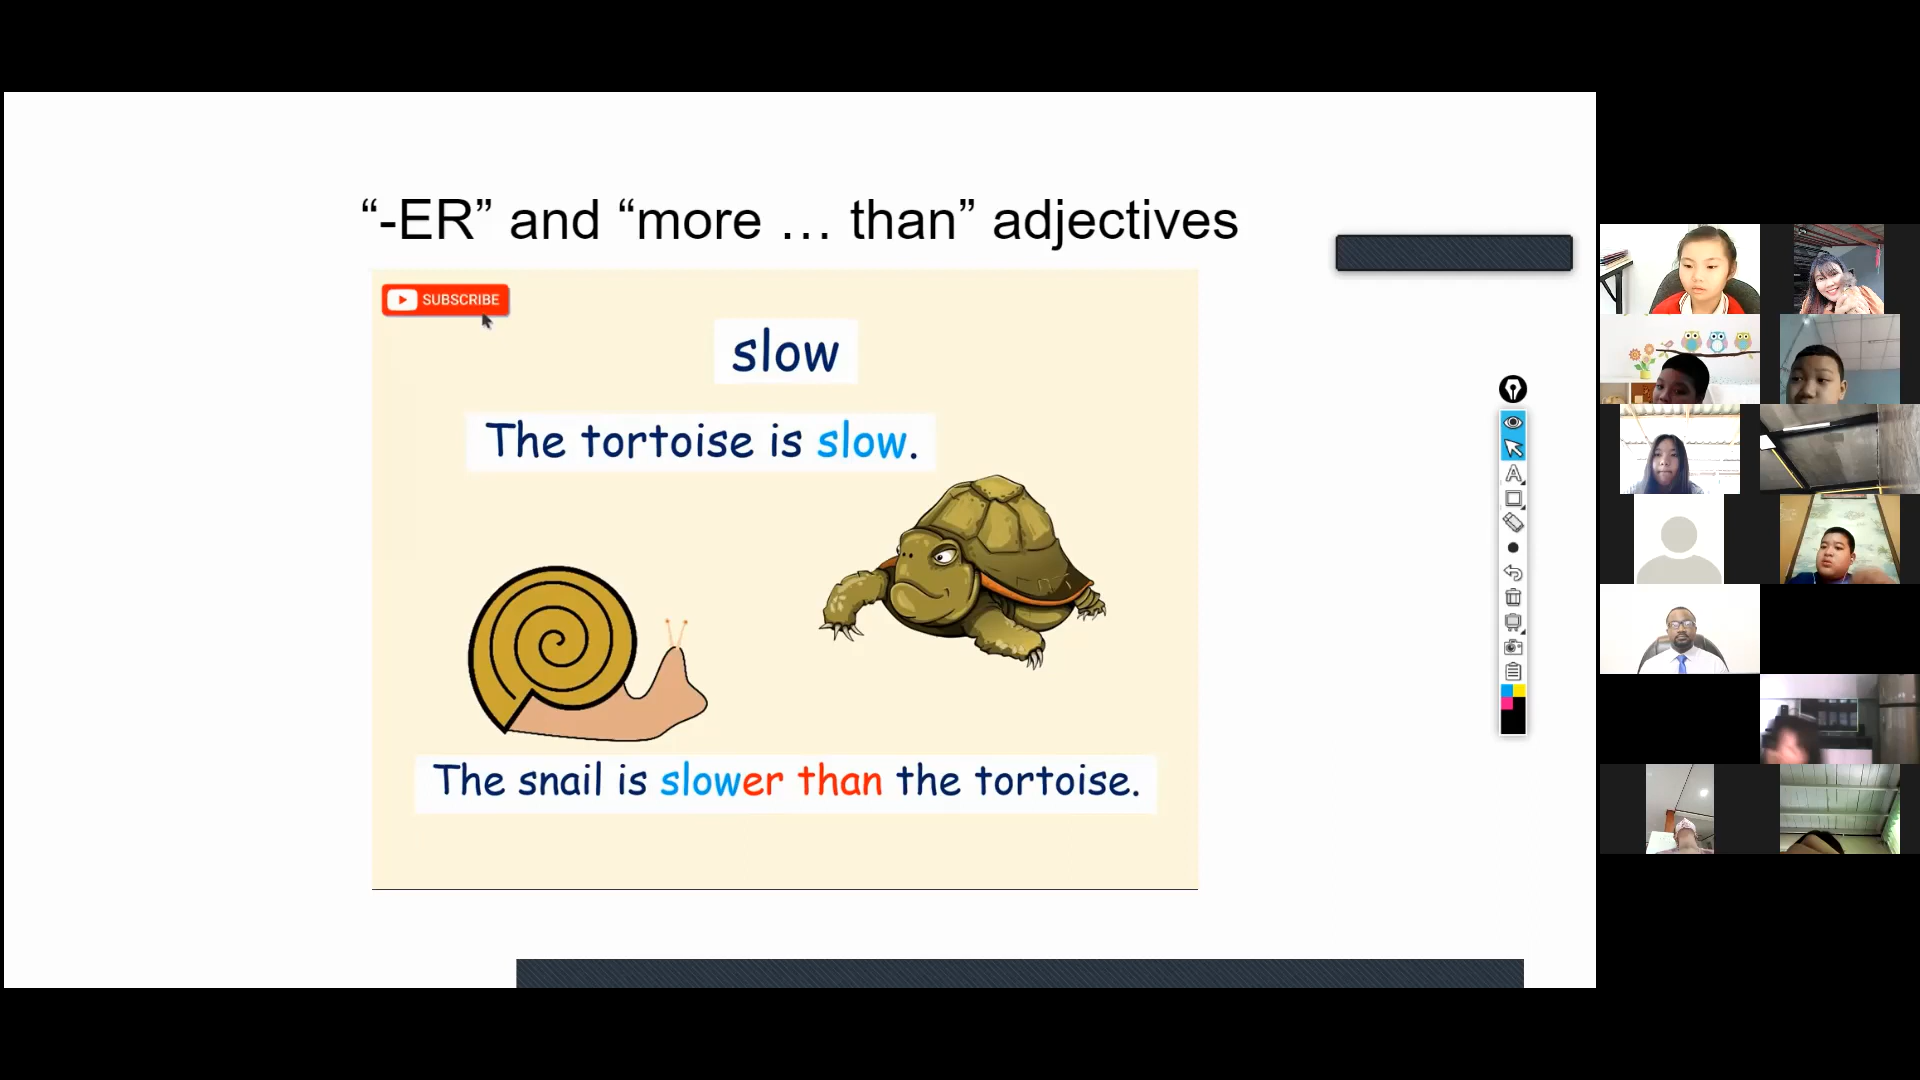 “-ER” and “more … than” adjectives
SUBSCRIBE
slow
The tortoise is slow.
The snail is slower than the tortoise.